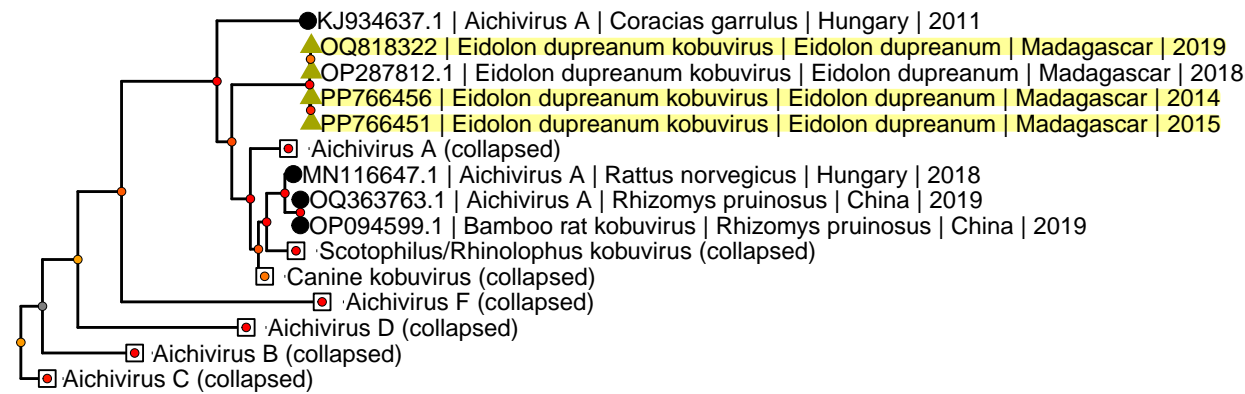 KJ934637.1 | Aichivirus A | Coracias garrulus | Hungary | 2011
OQ818322 | Eidolon dupreanum kobuvirus | Eidolon dupreanum | Madagascar | 2019
OP287812.1 | Eidolon dupreanum kobuvirus | Eidolon dupreanum | Madagascar | 2018
PP766456 | Eidolon dupreanum kobuvirus | Eidolon dupreanum | Madagascar | 2014
PP766451 | Eidolon dupreanum kobuvirus | Eidolon dupreanum | Madagascar | 2015
Aichivirus A (collapsed)
MN116647.1 | Aichivirus A | Rattus norvegicus | Hungary | 2018
OQ363763.1 | Aichivirus A | Rhizomys pruinosus | China | 2019
OP094599.1 | Bamboo rat kobuvirus | Rhizomys pruinosus | China | 2019
Scotophilus/Rhinolophus kobuvirus (collapsed)
Canine kobuvirus (collapsed)
Aichivirus F (collapsed)
Aichivirus D (collapsed)
Aichivirus B (collapsed)
Aichivirus C (collapsed)